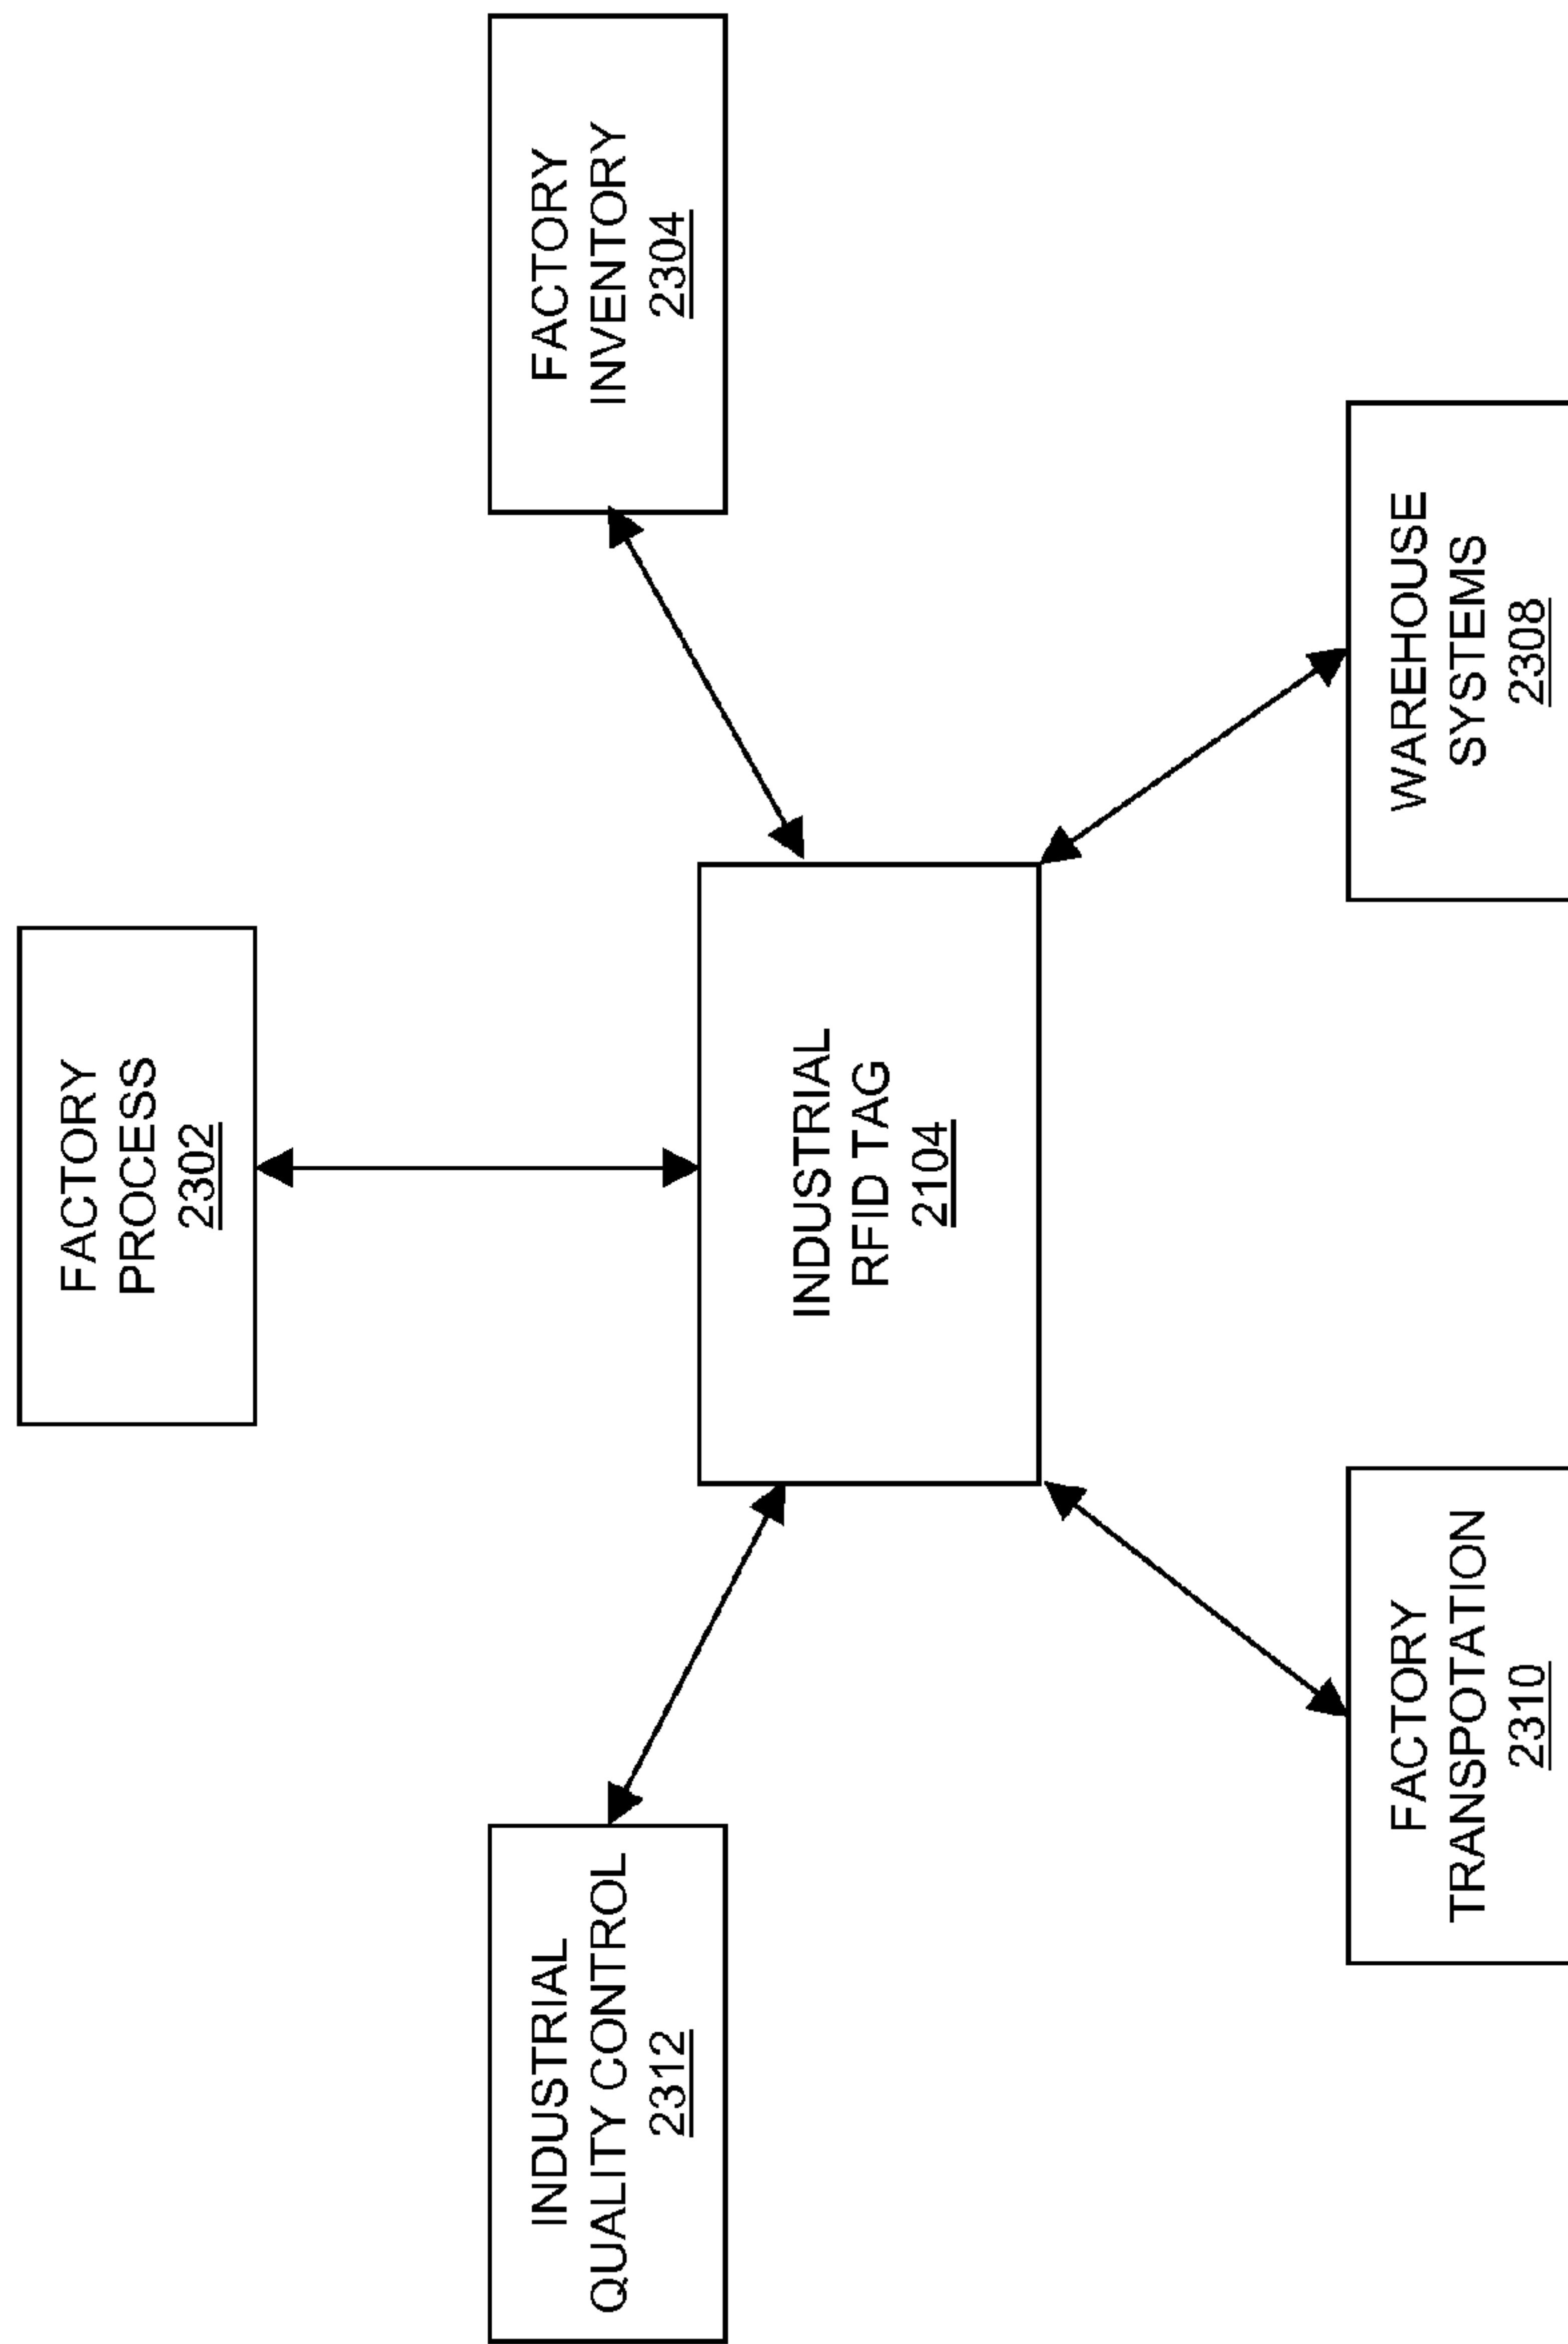 FACTORY
PROCESS
2302
INDUSTRIAL
QUALITY CONTROL
2312
FACTORY
INVENTORY
2304
INDUSTRIAL
RFID TAG
2104
FACTORY
TRANSPOTATION
2310
WAREHOUSE
SYSTEMS
2308